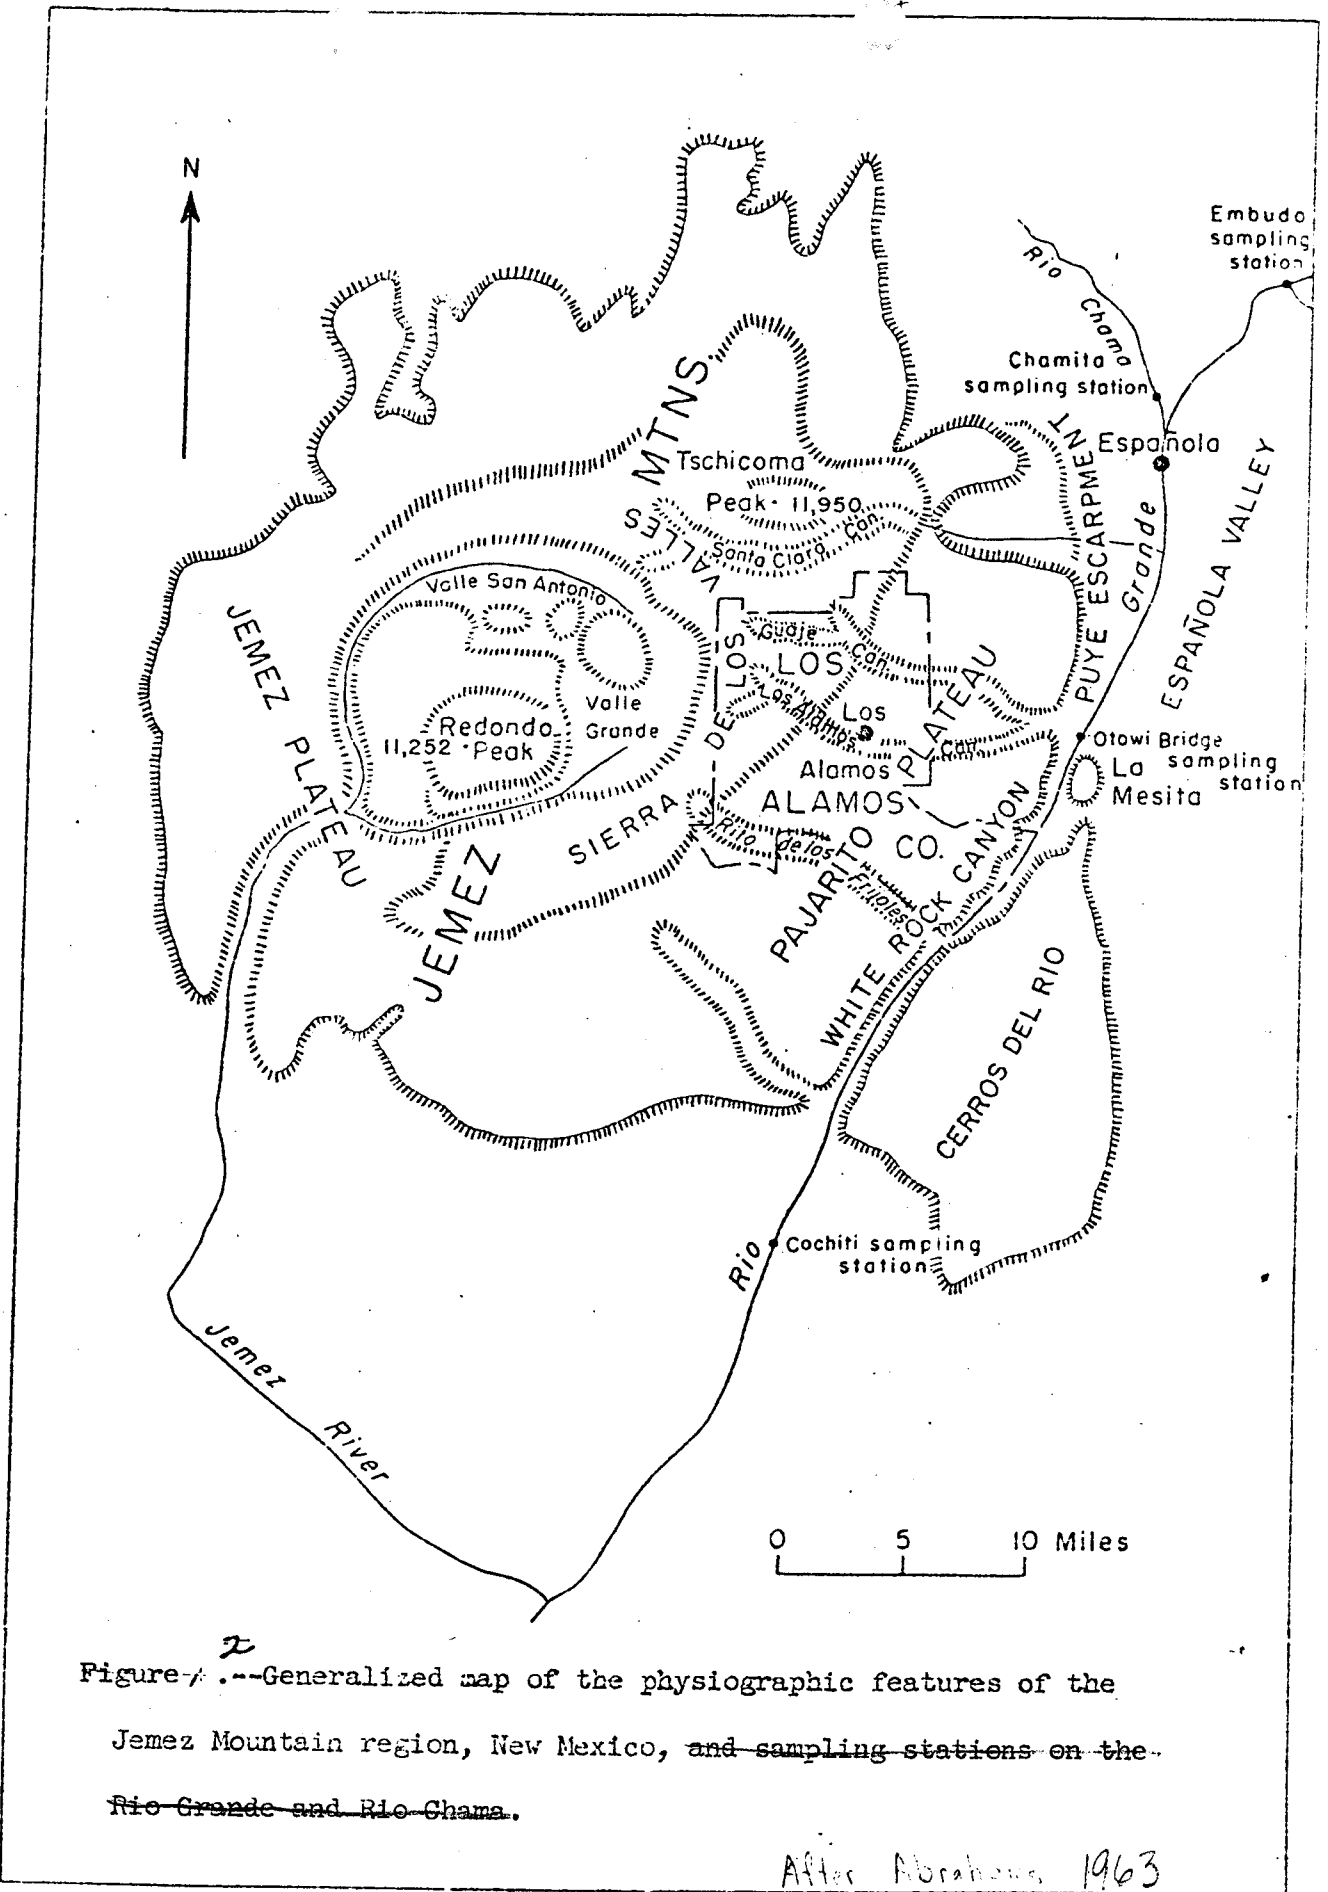 N
Embudo
sampling
station
Rio Chama
Chamita
sampling station
Española
PUYE ESCARPMENT
Rio Grande
ESPAÑOLA VALLEY
JEMEZ MTNS.
Tschicoma
Peak · 11,950
Santa Clara Can.
SIERRA DE LOS VALLES
Valle San Antonio
Valle
Grande
Redondo
11,252 · Peak
JEMEZ PLATEAU
Guaje Can.
LOS
ALAMOS
CO.
Los Alamos Can.
Los
Alamos
PAJARITO PLATEAU
Rito de los Frijoles
Otowi Bridge
sampling
station
La
Mesita
WHITE ROCK CANYON
CERROS DEL RIO
Cochiti sampling
station
Jemez River
0 5 10 Miles
2
Figure 1.--Generalized map of the physiographic features of the
Jemez Mountain region, New Mexico, and sampling stations on the
Rio Grande and Rio Chama.
After Abrahams 1963